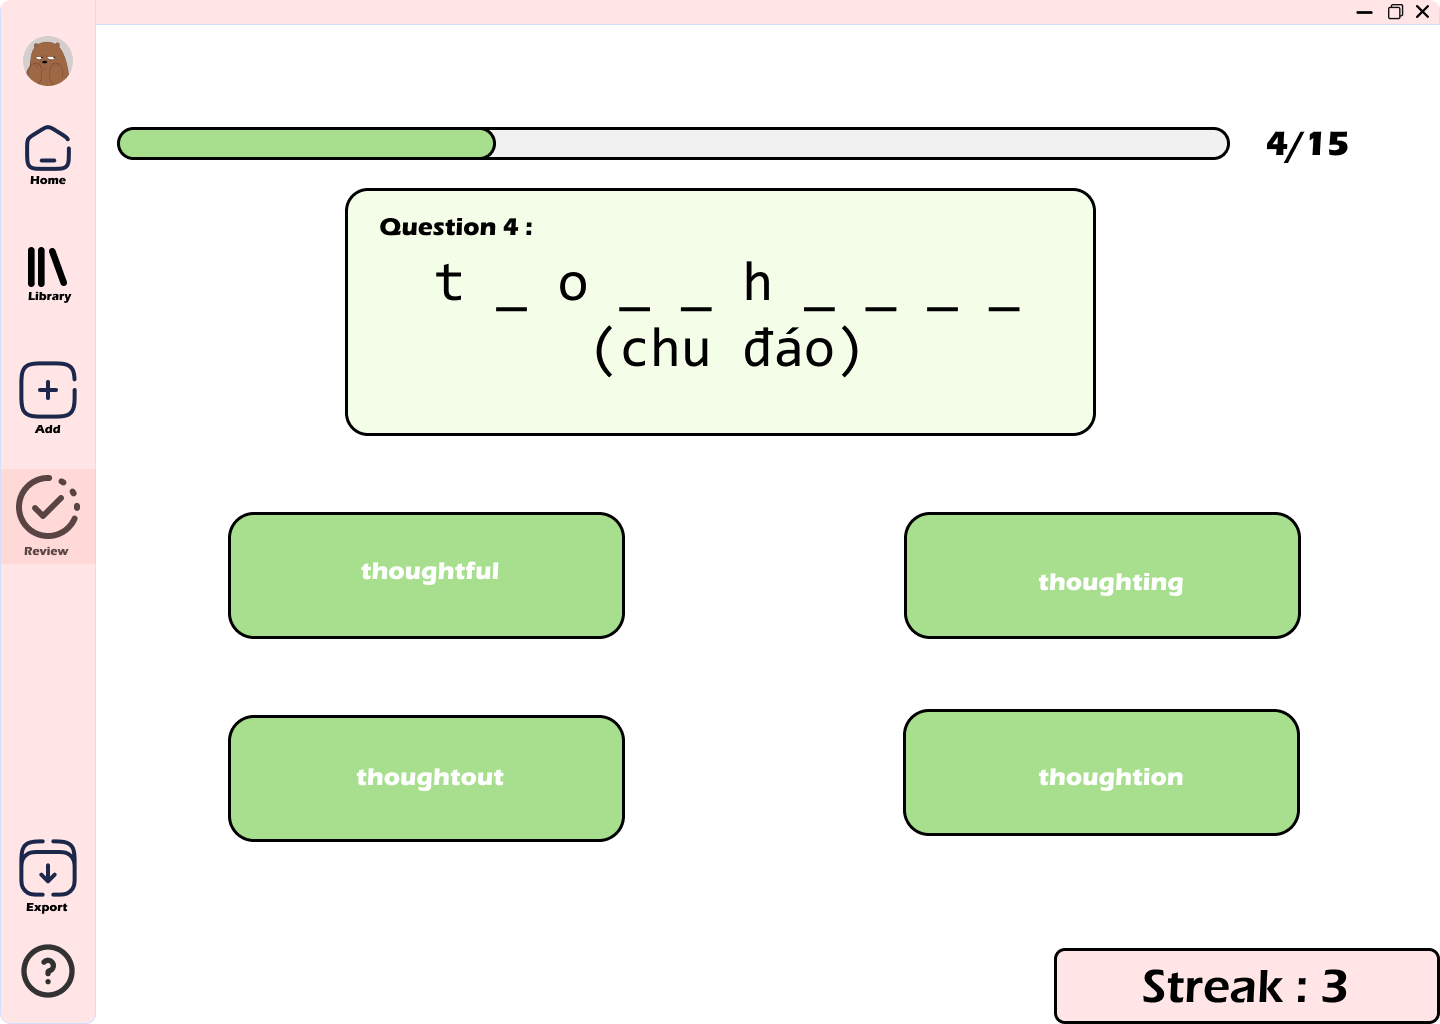 Home
Library
Add
Review
Export
4/15
Question 4 :
t _ o _ _ h _ _ _ _
(chu đáo)
thoughtful
thoughting
thoughtout
thoughtion
Streak : 3